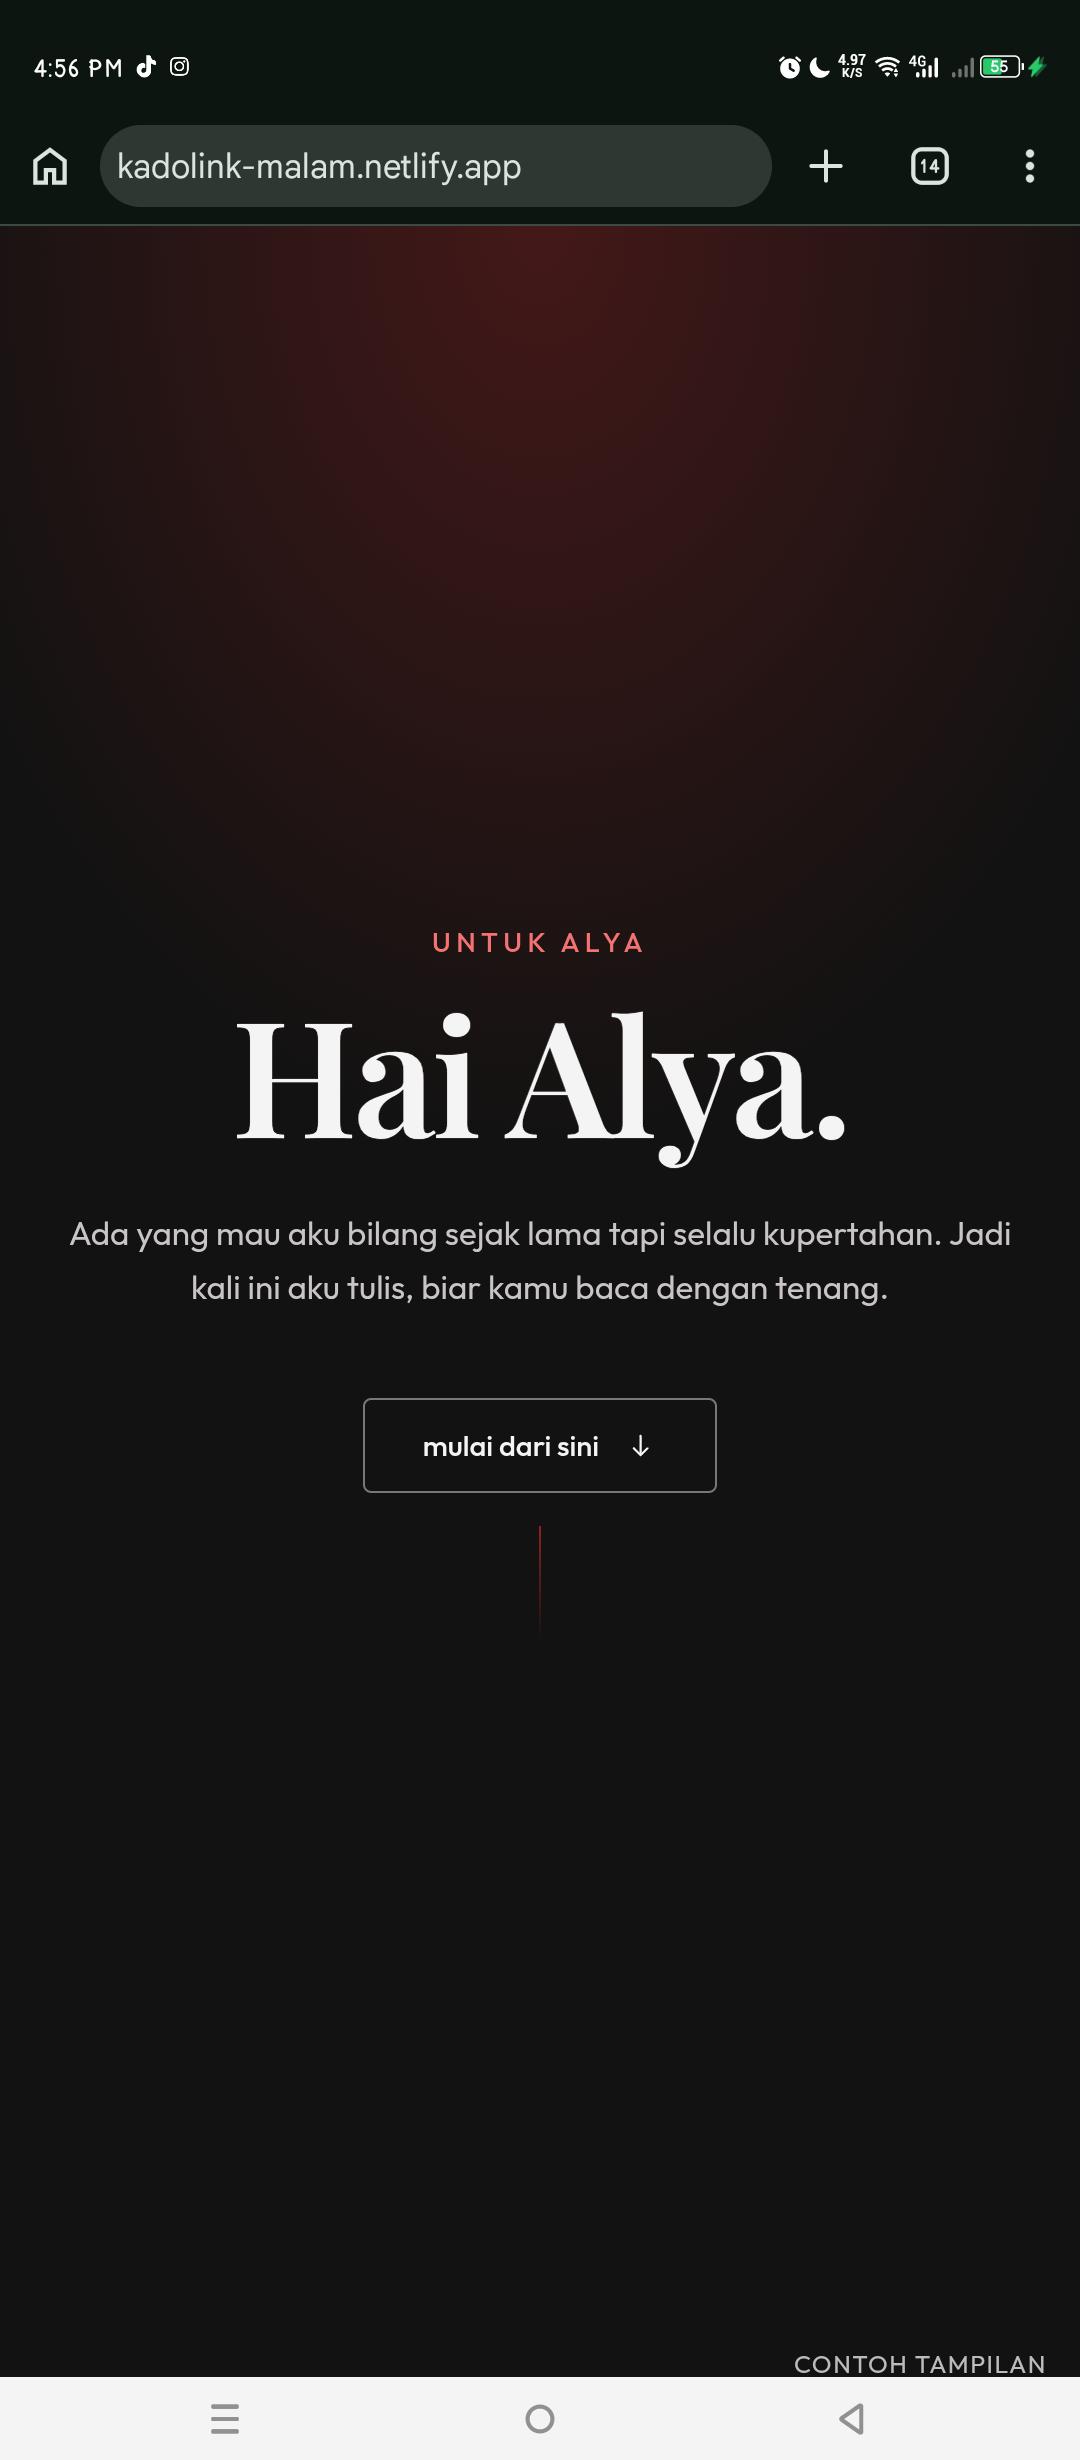 4:56 PM
4.97 K/S
4G
55
kadolink-malam.netlify.app
14
UNTUK ALYA
Hai Alya.
Ada yang mau aku bilang sejak lama tapi selalu kupertahan. Jadi
kali ini aku tulis, biar kamu baca dengan tenang.
mulai dari sini ↓
CONTOH TAMPILAN